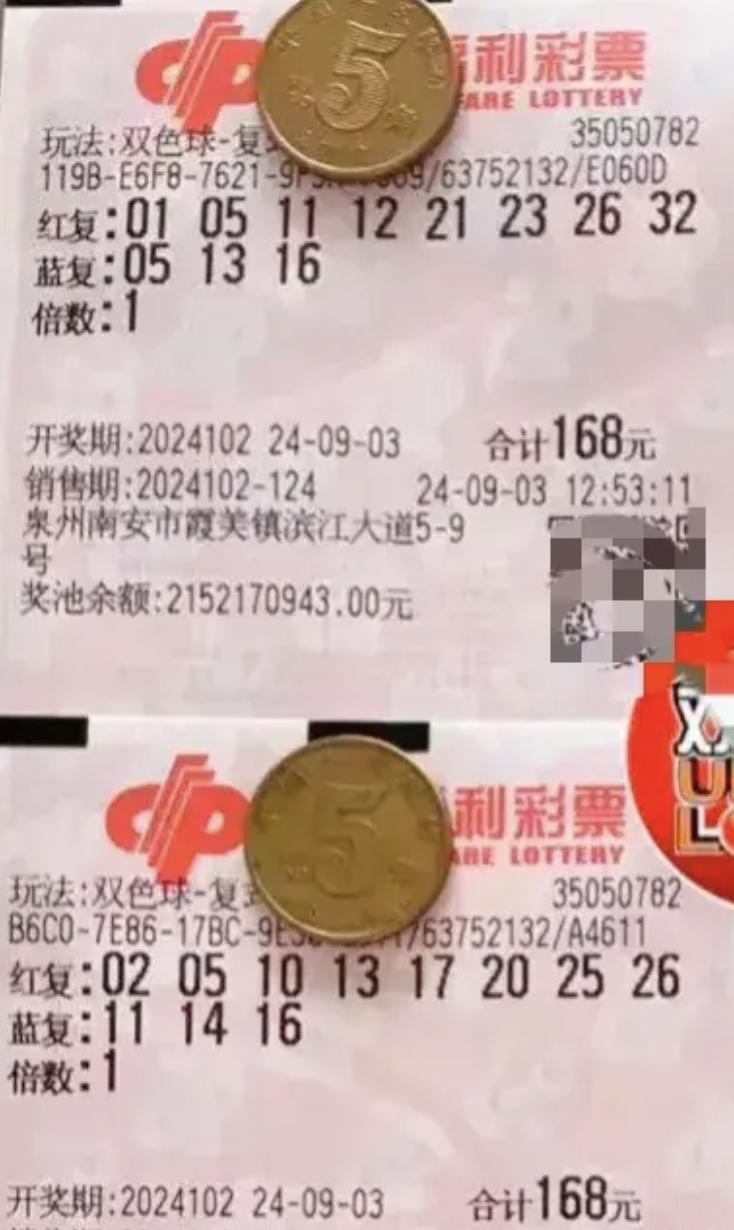 5
利彩票
ARE LOTTERY
玩法:双色球-复
35050782
119B-E6F8-7621-9 9/63752132/E060D
红复:01 05 11 12 21 23 26 32
蓝复:05 13 16
倍数:1
开奖期:2024102 24-09-03 合计168元
销售期:2024102-124 24-09-03 12:53:11
泉州南安市霞美镇滨江大道5-9
号
奖池余额:2152170943.00元
5
利彩票
LOTTERY
玩法:双色球-复
35050782
B6C0-7E86-17BC-9E /63752132/A4611
红复:02 05 10 13 17 20 25 26
蓝复:11 14 16
倍数:1
开奖期:2024102 24-09-03 合计168元